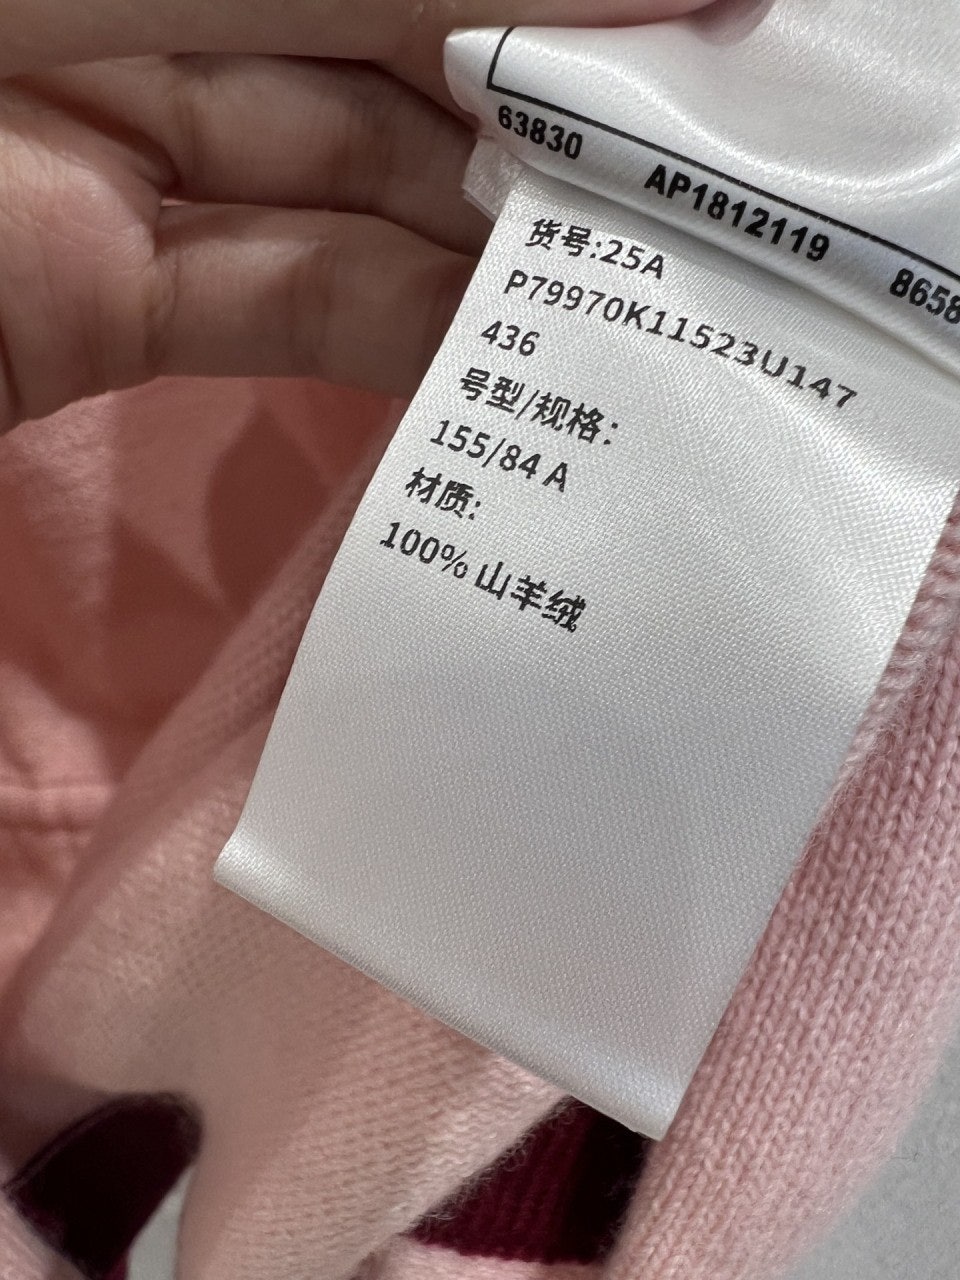 63830 AP1812119 8658
货号:25A
P79970K11523U147
436
号型/规格:
155/84 A
材质:
100% 山羊绒